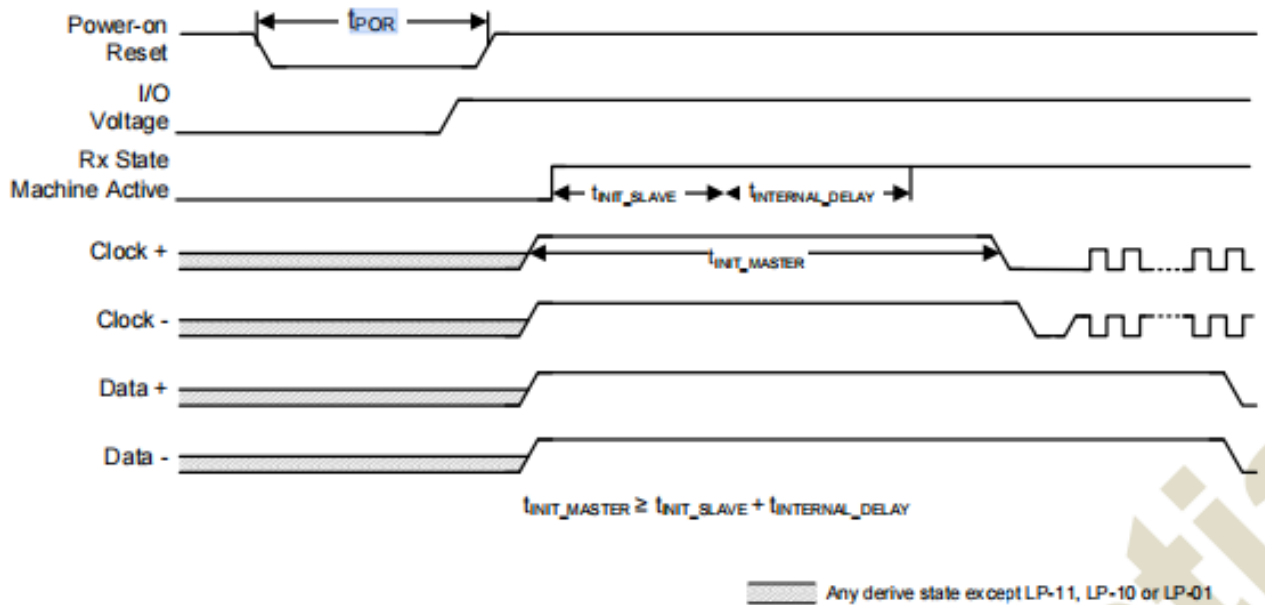 Power-on
Reset
tPOR
I/O
Voltage
Rx State
Machine Active
tINIT_SLAVE
tINTERNAL_DELAY
Clock +
tINIT_MASTER
Clock -
Data +
Data -
tINIT_MASTER ≥ tINIT_SLAVE + tINTERNAL_DELAY
Any derive state except LP-11, LP-10 or LP-01